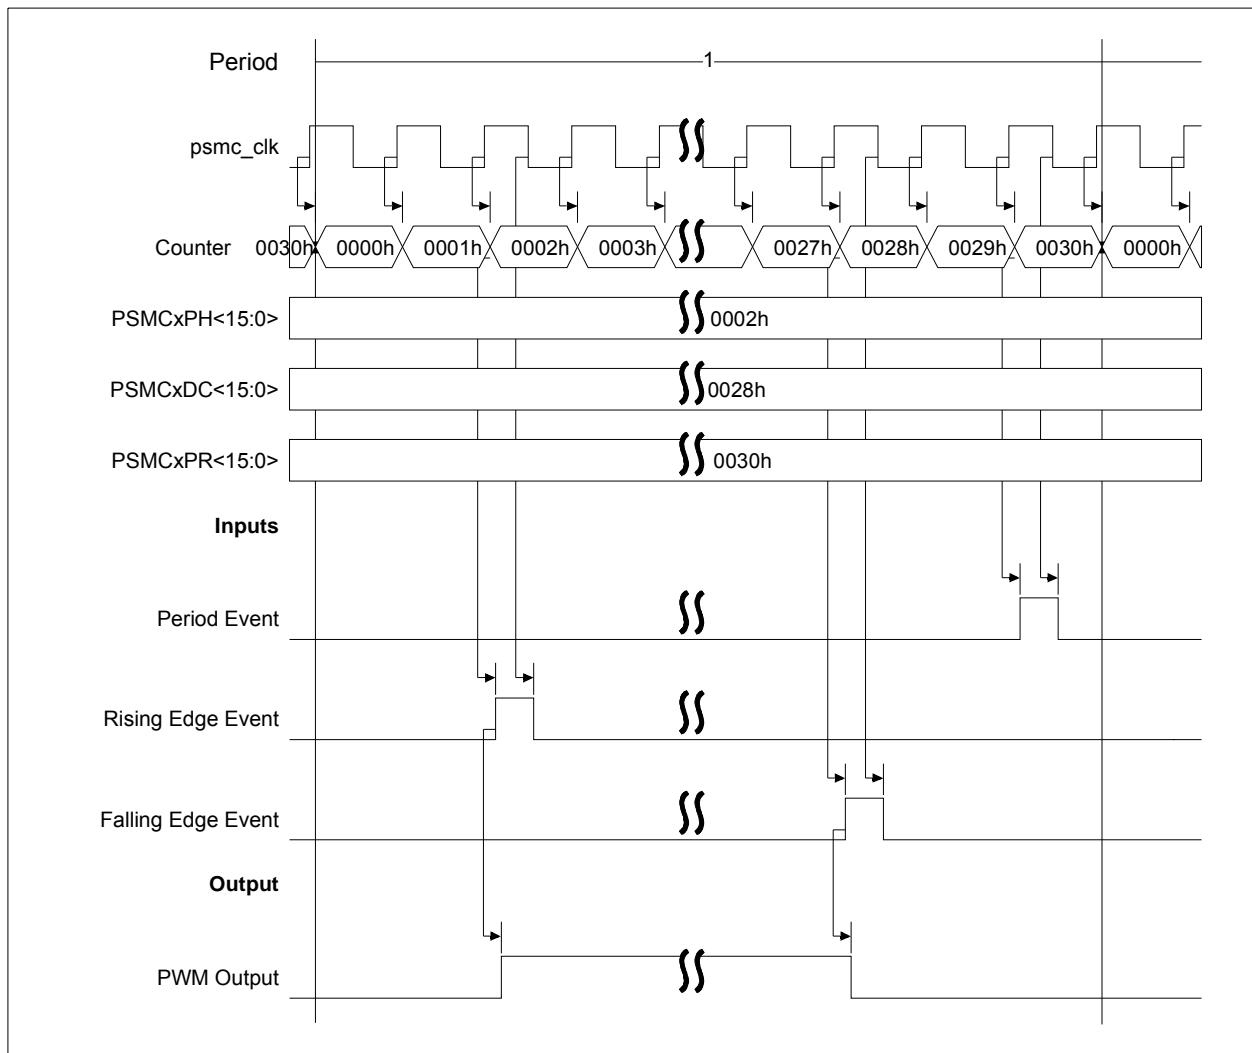 Period 1
psmc_clk
Counter 0030h 0000h 0001h 0002h 0003h 0027h 0028h 0029h 0030h 0000h
PSMCxPH<15:0> 0002h
PSMCxDC<15:0> 0028h
PSMCxPR<15:0> 0030h
Inputs
Period Event
Rising Edge Event
Falling Edge Event
Output
PWM Output